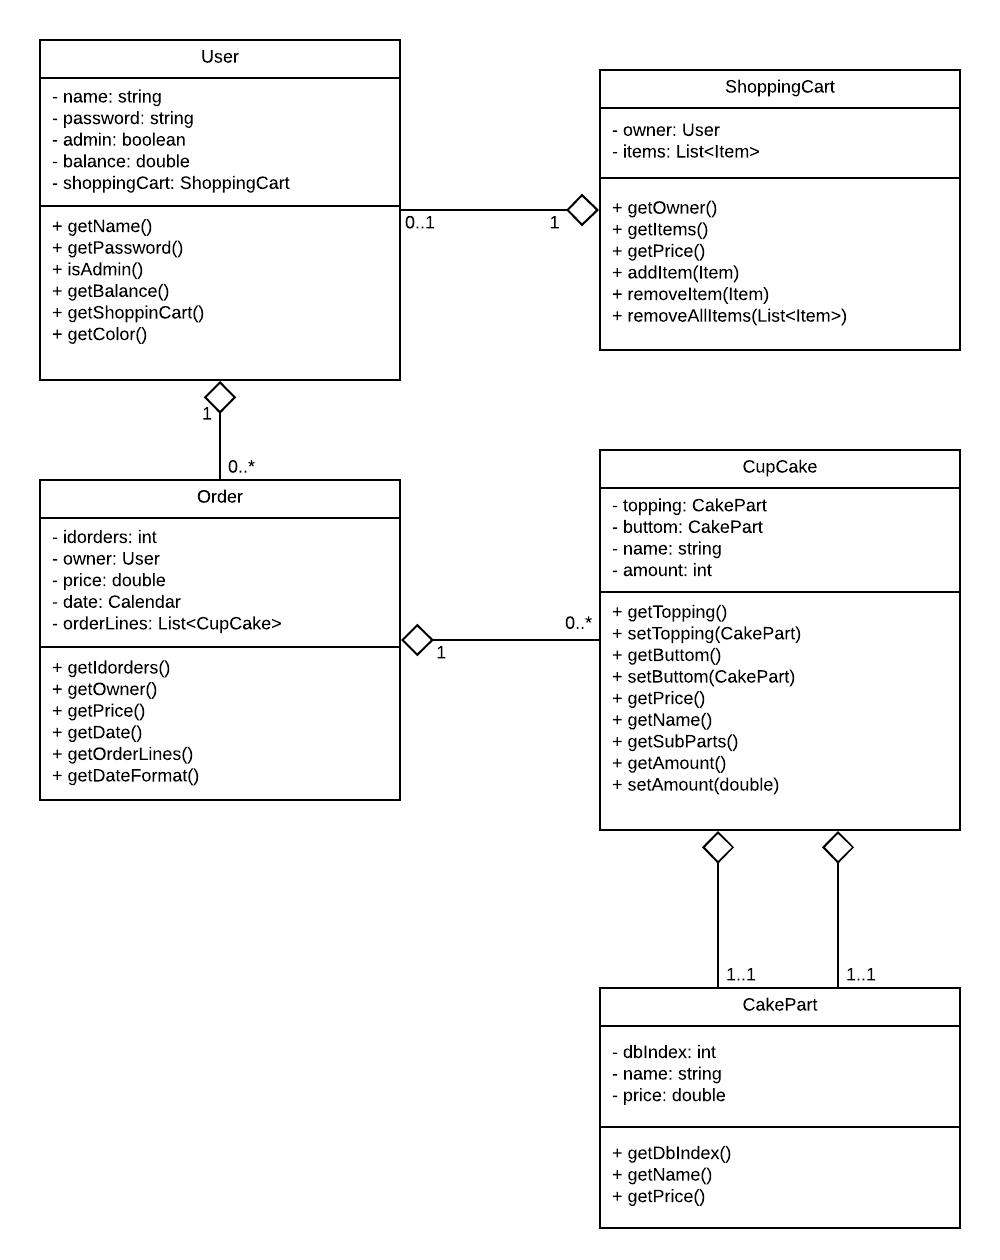 User
- name: string
- password: string
- admin: boolean
- balance: double
- shoppingCart: ShoppingCart
+ getName()
+ getPassword()
+ isAdmin()
+ getBalance()
+ getShoppinCart()
+ getColor()
0..1
1
ShoppingCart
- owner: User
- items: List<Item>
+ getOwner()
+ getItems()
+ getPrice()
+ addItem(Item)
+ removeItem(Item)
+ removeAllItems(List<Item>)
1
0..*
Order
- idorders: int
- owner: User
- price: double
- date: Calendar
- orderLines: List<CupCake>
+ getIdorders()
+ getOwner()
+ getPrice()
+ getDate()
+ getOrderLines()
+ getDateFormat()
1
0..*
CupCake
- topping: CakePart
- buttom: CakePart
- name: string
- amount: int
+ getTopping()
+ setTopping(CakePart)
+ getButtom()
+ setButtom(CakePart)
+ getPrice()
+ getName()
+ getSubParts()
+ getAmount()
+ setAmount(double)
1..1
1..1
CakePart
- dbIndex: int
- name: string
- price: double
+ getDbIndex()
+ getName()
+ getPrice()